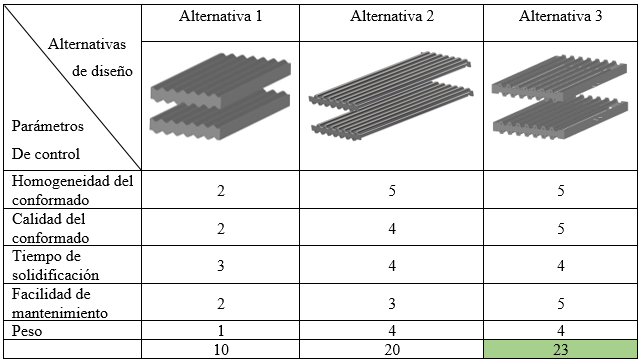 Alternativas
de diseño
Parámetros
De control
Alternativa 1
Alternativa 2
Alternativa 3
Homogeneidad del
conformado
2
5
5
Calidad del
conformado
2
4
5
Tiempo de
solidificación
3
4
4
Facilidad de
mantenimiento
2
3
5
Peso
1
4
4
10
20
23